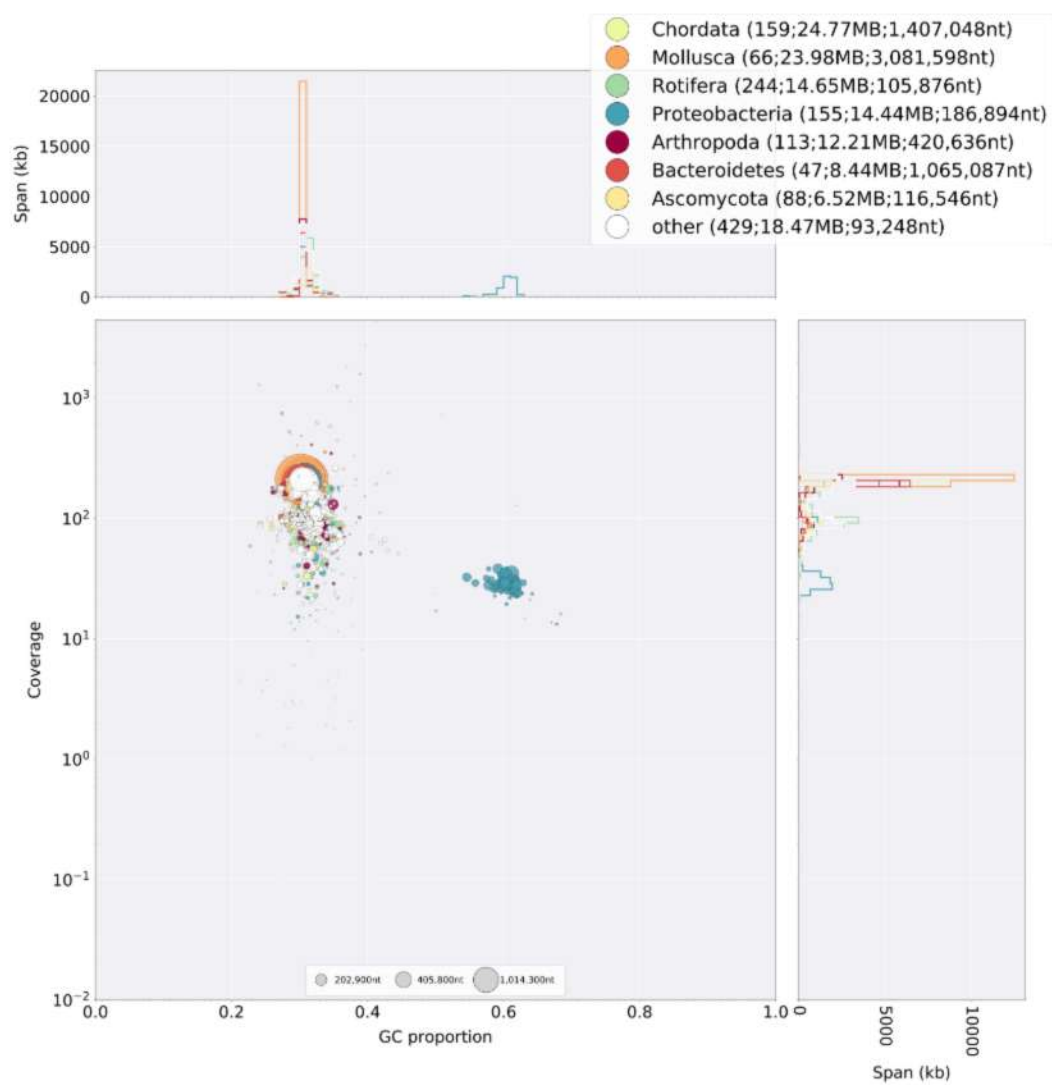 Chordata (159;24.77MB;1,407,048nt)
Mollusca (66;23.98MB;3,081,598nt)
Rotifera (244;14.65MB;105,876nt)
Proteobacteria (155;14.44MB;186,894nt)
Arthropoda (113;12.21MB;420,636nt)
Bacteroidetes (47;8.44MB;1,065,087nt)
Ascomycota (88;6.52MB;116,546nt)
other (429;18.47MB;93,248nt)
Span (kb)
20000
15000
10000
5000
0
Coverage
10³
10²
10¹
10⁰
10⁻¹
10⁻²
202,900nt 405,800nt 1,014,300nt
0.0 0.2 0.4 0.6 0.8 1.0
GC proportion
0 5000 10000
Span (kb)